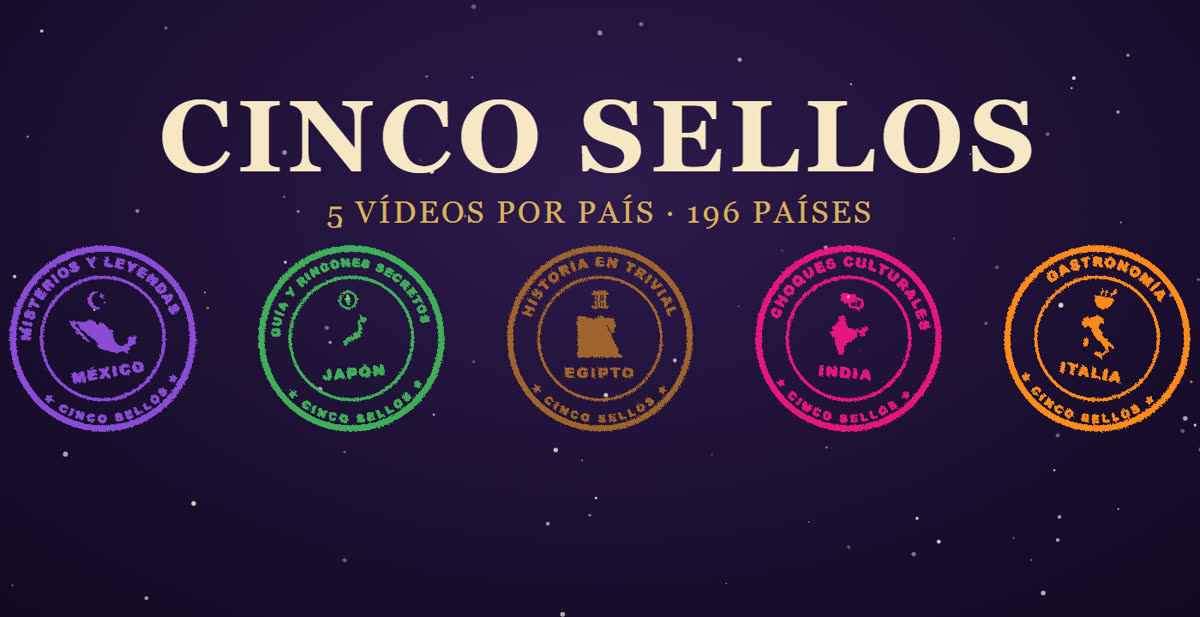 CINCO SELLOS
5 VÍDEOS POR PAÍS · 196 PAÍSES
MISTERIOS Y LEYENDAS
MÉXICO
★ CINCO SELLOS ★
GUÍA Y RINCONES SECRETOS
JAPÓN
★ CINCO SELLOS ★
HISTORIA EN TRIVIAL
EGIPTO
★ CINCO SELLOS ★
CHOQUES CULTURALES
INDIA
★ CINCO SELLOS ★
GASTRONOMÍA
ITALIA
★ CINCO SELLOS ★